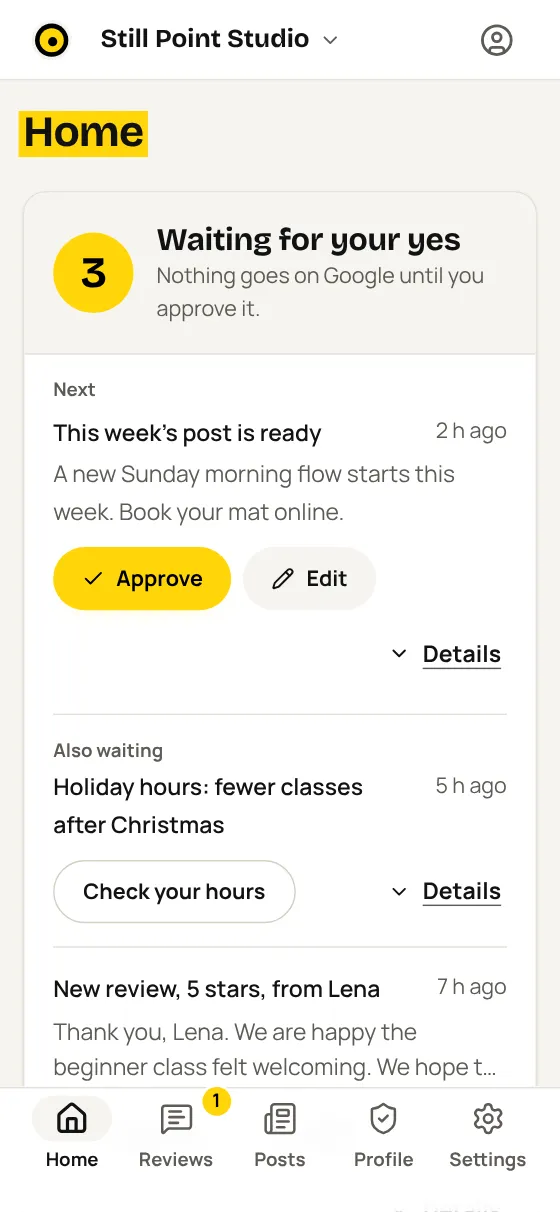 Still Point Studio
Home
3
Waiting for your yes
Nothing goes on Google until you
approve it.
Next
This week's post is ready
2 h ago
A new Sunday morning flow starts this
week. Book your mat online.
Approve
Edit
Details
Also waiting
Holiday hours: fewer classes
after Christmas
5 h ago
Check your hours
Details
New review, 5 stars, from Lena
7 h ago
Thank you, Lena. We are happy the
beginner class felt welcoming. We hope t…
1
Home
Reviews
Posts
Profile
Settings